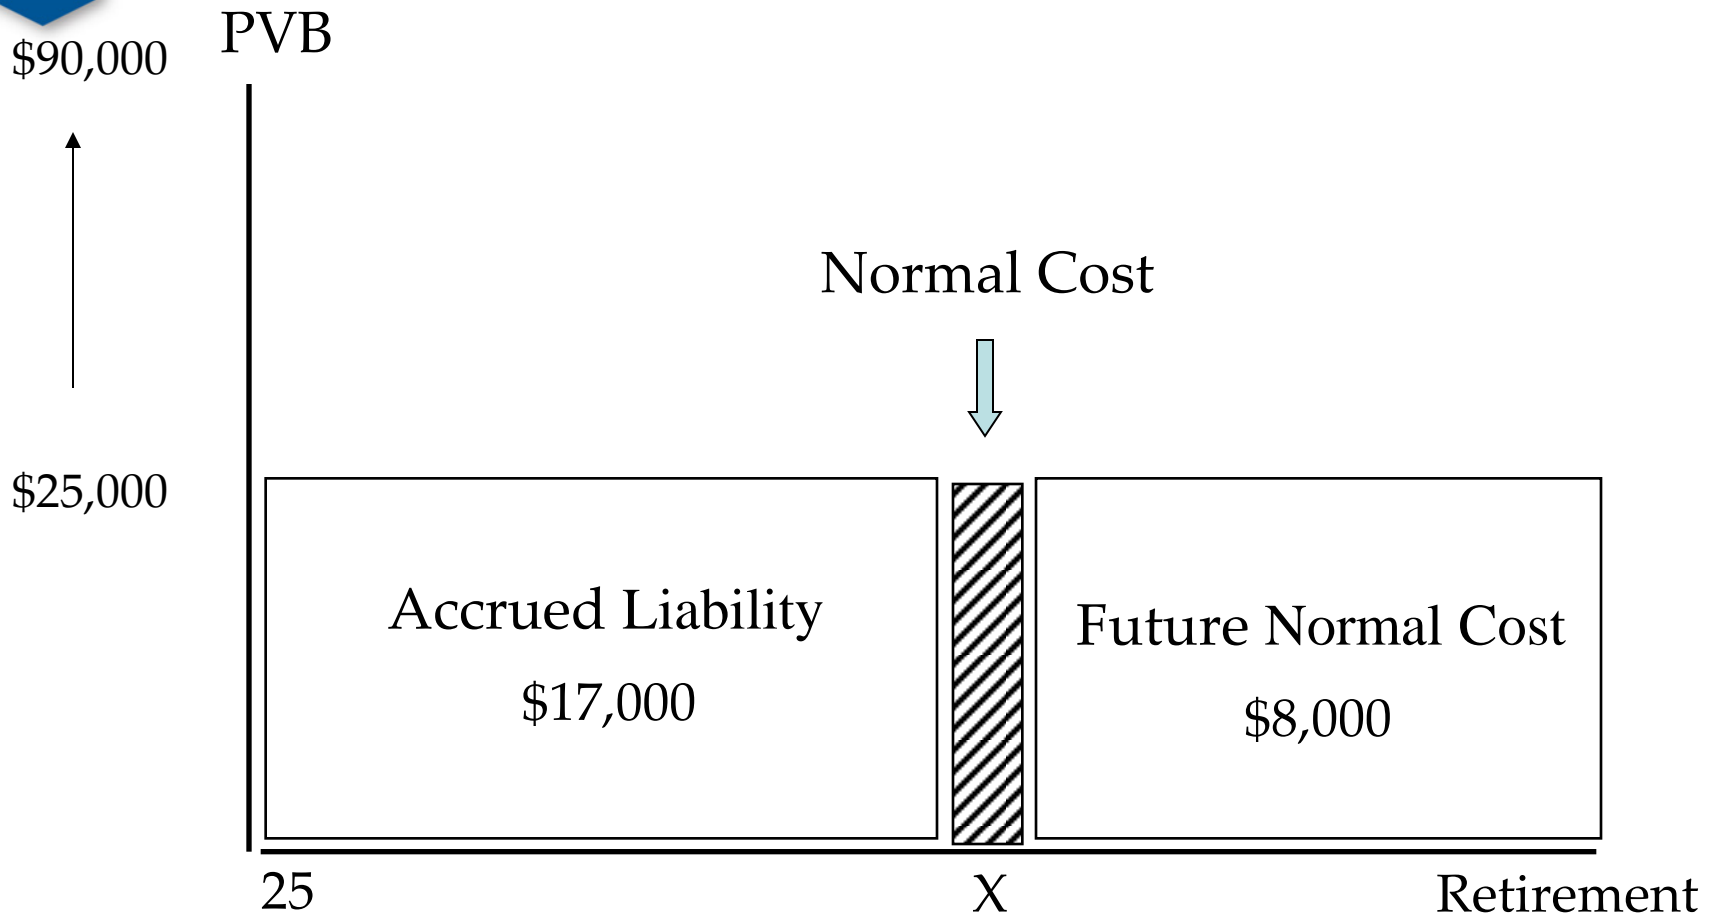 PVB
$90,000
Normal Cost
$25,000
Accrued Liability
$17,000
Future Normal Cost
$8,000
25
X
Retirement